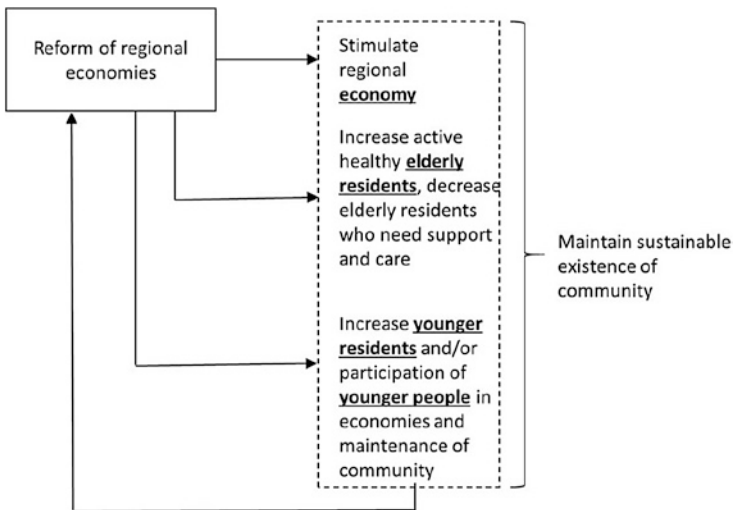 Reform of regional
economies
Stimulate
regional
economy
Increase active
healthy elderly
residents, decrease
elderly residents
who need support
and care
Increase younger
residents and/or
participation of
younger people in
economies and
maintenance of
community
Maintain sustainable
existence of
community